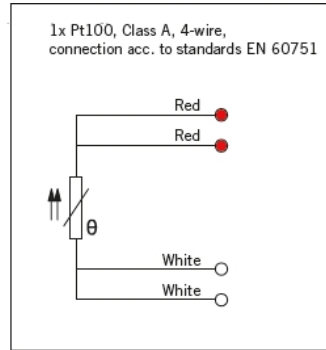 1x Pt100, Class A, 4-wire,
connection acc. to standards EN 60751
Red
Red
θ
White
White